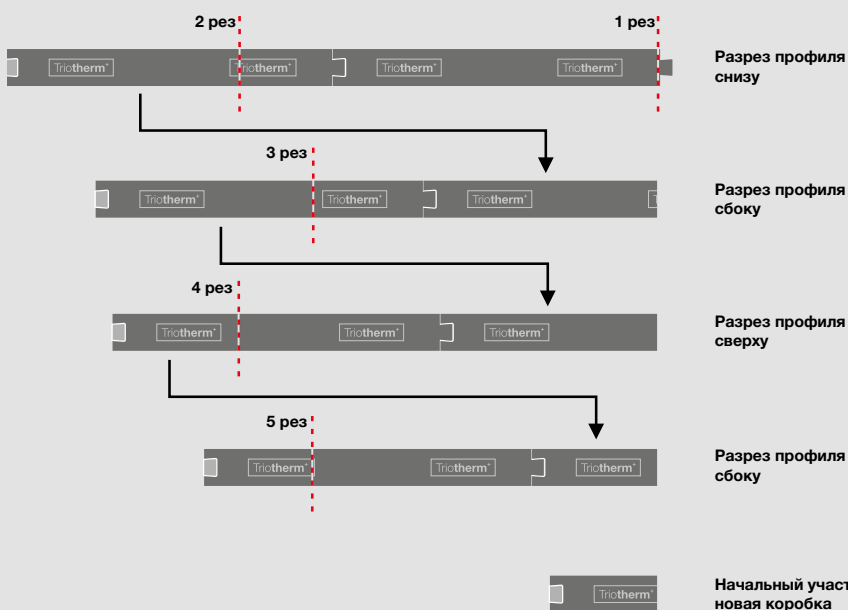 2 рез
1 рез
Triotherm+
Triotherm+
Triotherm+
Triotherm+
Разрез профиля
снизу
3 рез
Triotherm+
Triotherm+
Triotherm+
T
Разрез профиля
сбоку
4 рез
Triotherm+
Triotherm+
Triotherm+
Разрез профиля
сверху
5 рез
Triotherm+
Triotherm+
Triotherm+
Разрез профиля
сбоку
Triotherm+
Начальный участ
новая коробка